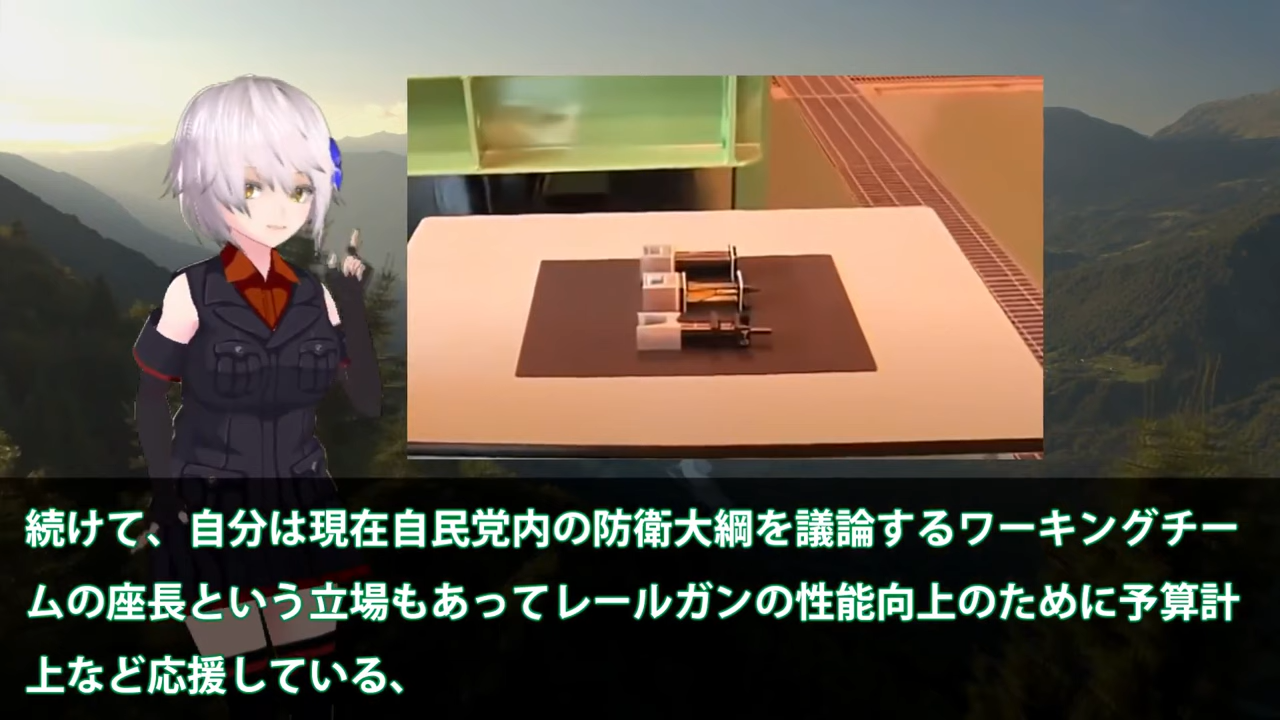 続けて、自分は現在自民党内の防衛大綱を議論するワーキングチー
ムの座長という立場もあってレールガンの性能向上のために予算計
上など応援している、